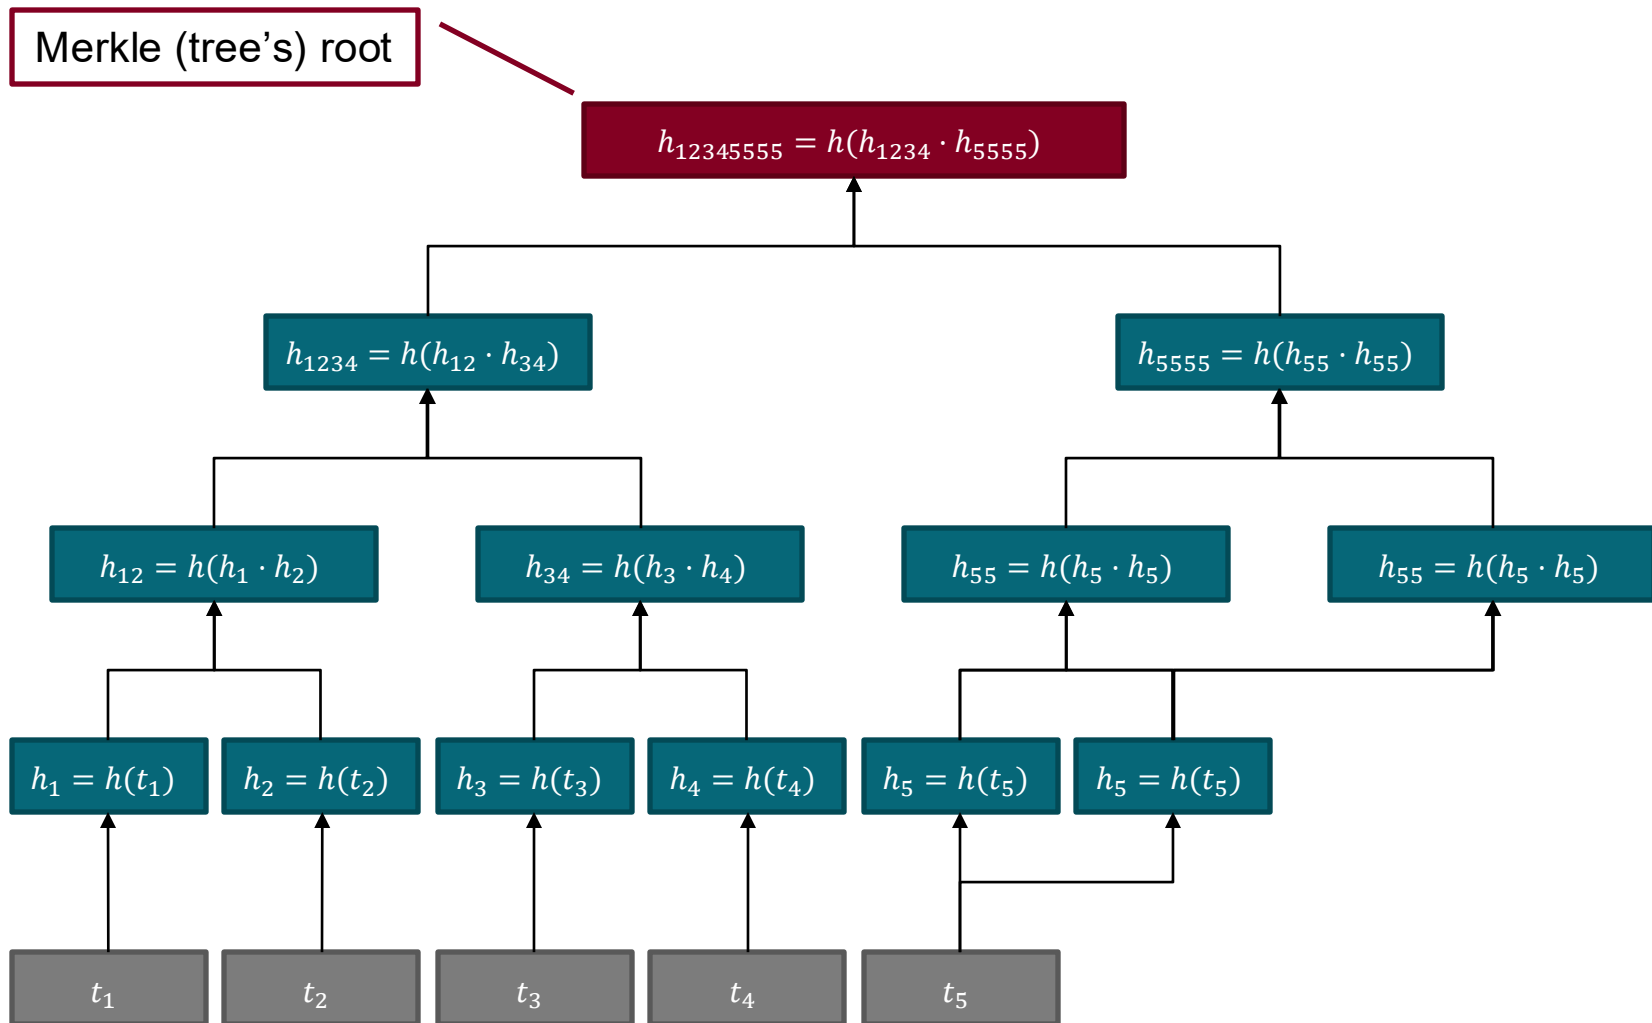 Merkle (tree’s) root
h₁₂₃₄₅₅₅₅ = h(h₁₂₃₄ · h₅₅₅₅)
h₁₂₃₄ = h(h₁₂ · h₃₄)
h₅₅₅₅ = h(h₅₅ · h₅₅)
h₁₂ = h(h₁ · h₂)
h₃₄ = h(h₃ · h₄)
h₅₅ = h(h₅ · h₅)
h₅₅ = h(h₅ · h₅)
h₁ = h(t₁)
h₂ = h(t₂)
h₃ = h(t₃)
h₄ = h(t₄)
h₅ = h(t₅)
h₅ = h(t₅)
t₁
t₂
t₃
t₄
t₅